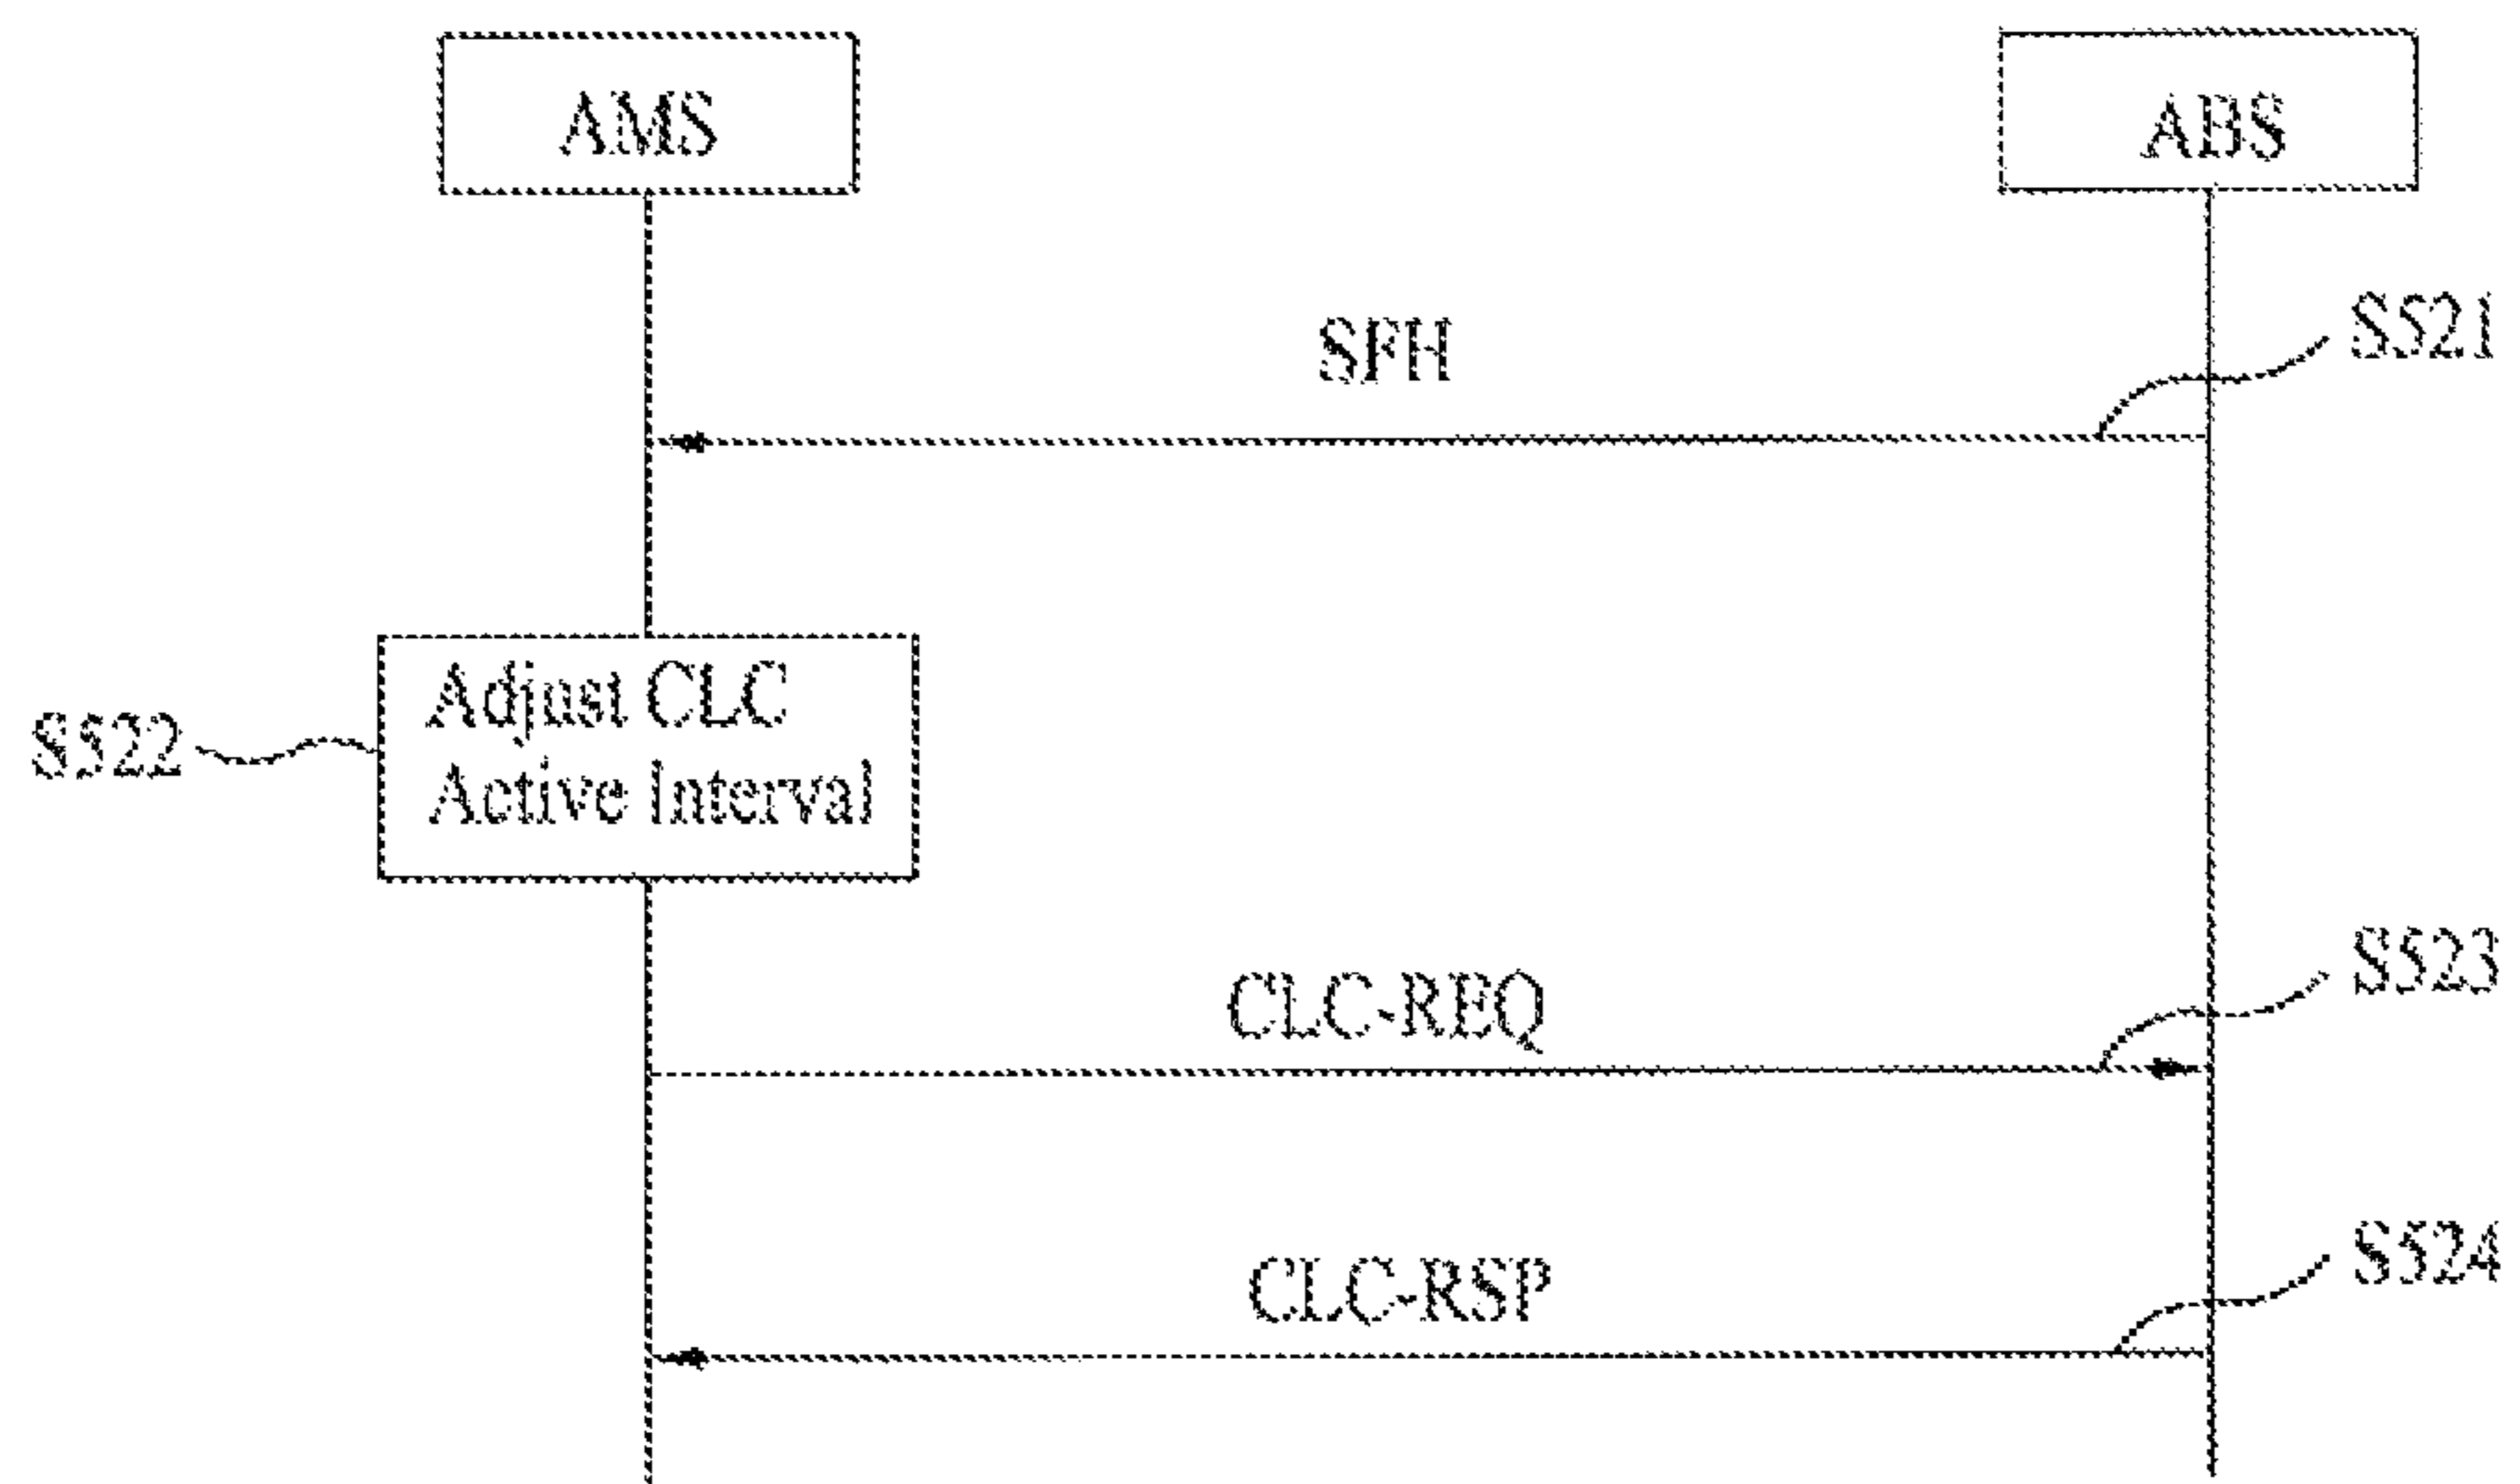 AMS
ABS
SFH
S521
S522
Adjust CLC
Active Interval
CLC-REQ
S523
CLC-RSP
S524